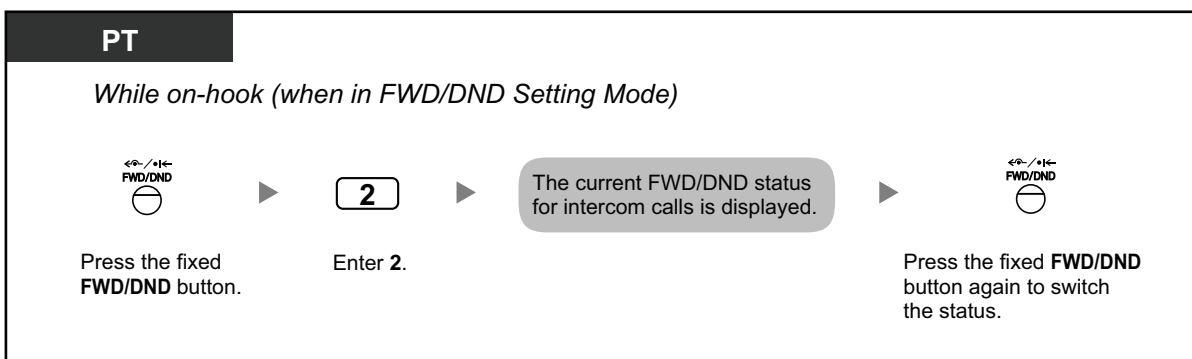 PT
While on-hook (when in FWD/DND Setting Mode)
FWD/DND
2
The current FWD/DND status
for intercom calls is displayed.
FWD/DND
Press the fixed
FWD/DND button.
Enter 2.
Press the fixed FWD/DND
button again to switch
the status.